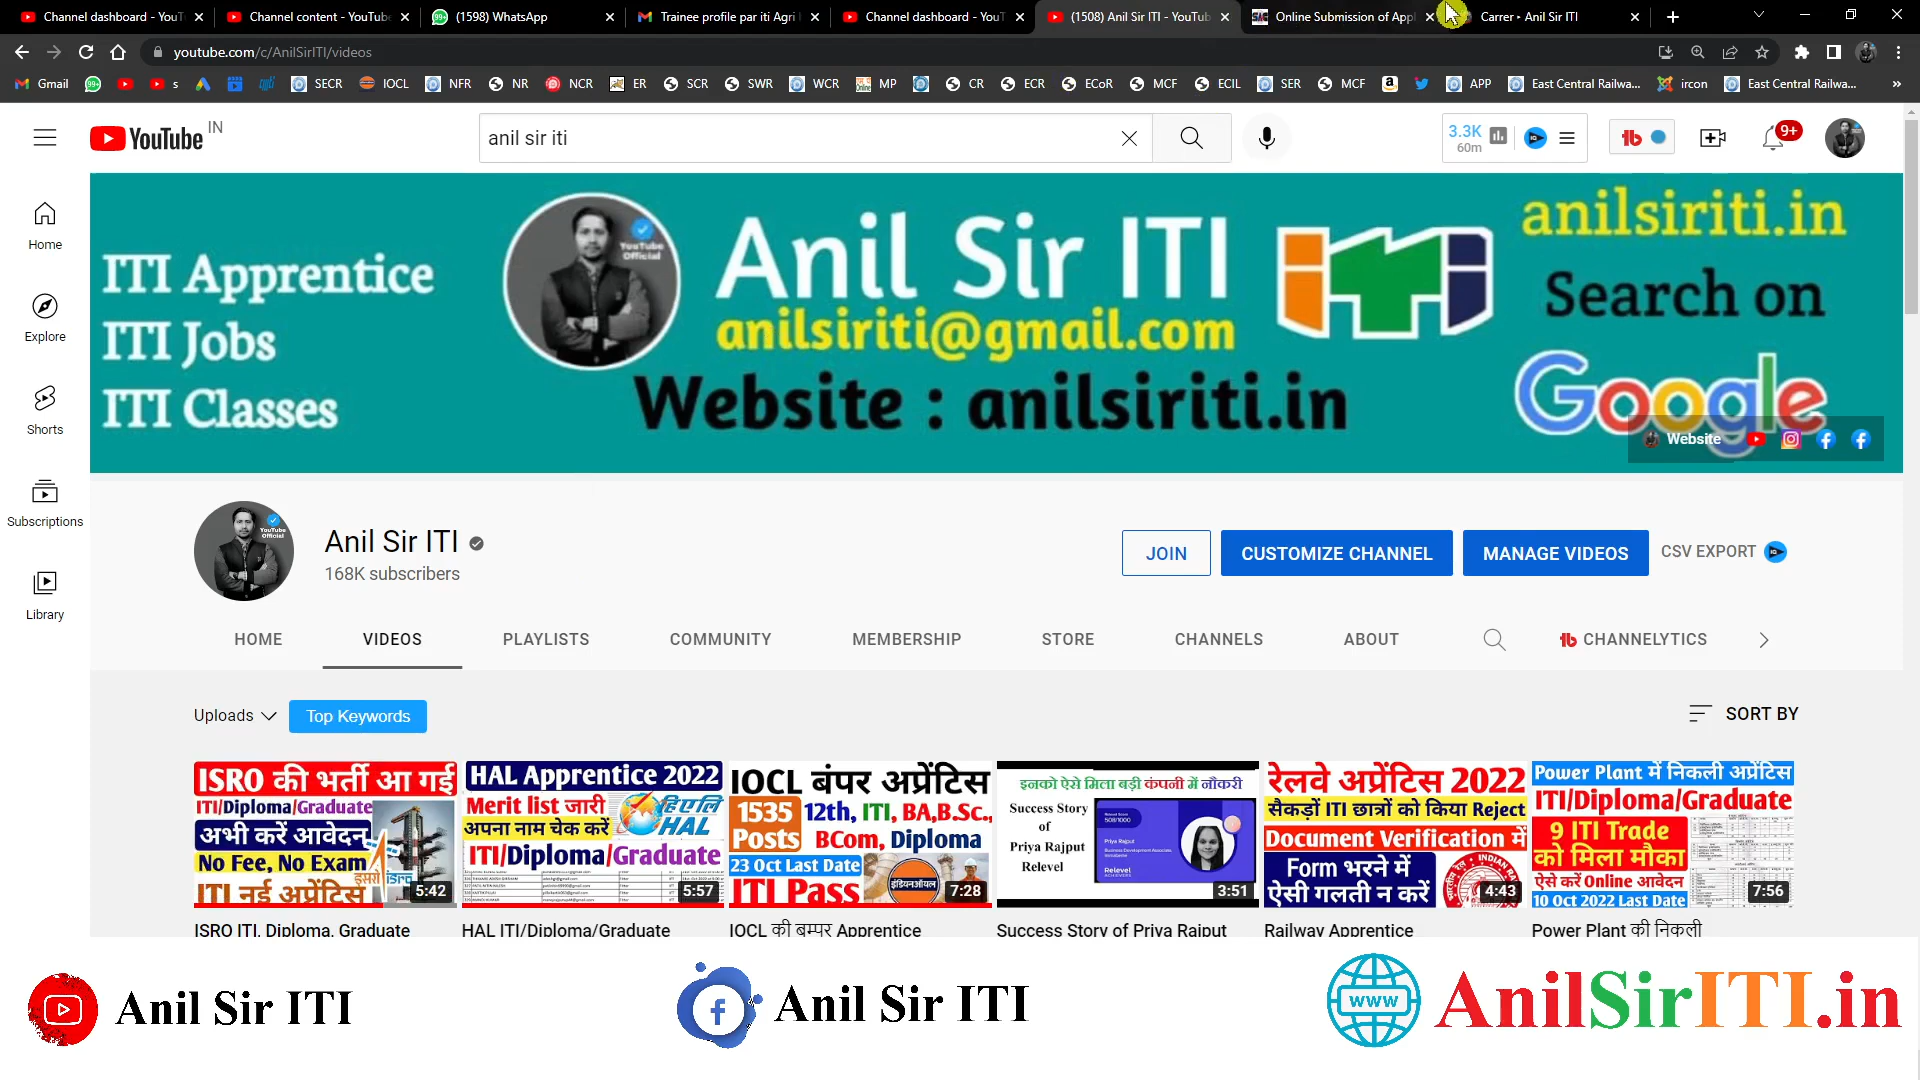 Channel dashboard - YouT
Channel content - YouTube
(1598) WhatsApp
Trainee profile par iti Agri
Channel dashboard - YouT
(1508) Anil Sir ITI - YouTub
Online Submission of Appl
Carrer ‣ Anil Sir ITI
youtube.com/c/AnilSirITI/videos
Gmail
s
SECR
IOCL
NFR
NR
NCR
ER
SCR
SWR
WCR
MP
CR
ECR
ECoR
MCF
ECIL
SER
MCF
APP
East Central Railwa...
ircon
East Central Railwa...
YouTube IN
anil sir iti
3.3K
60m
9+
Home
Explore
Shorts
Subscriptions
Library
ITI Apprentice
ITI Jobs
ITI Classes
YouTube
Official
Anil Sir ITI
anilsiriti@gmail.com
Website : anilsiriti.in
anilsiriti.in
Search on
Google
Website
Anil Sir ITI
168K subscribers
JOIN
CUSTOMIZE CHANNEL
MANAGE VIDEOS
CSV EXPORT
HOME
VIDEOS
PLAYLISTS
COMMUNITY
MEMBERSHIP
STORE
CHANNELS
ABOUT
CHANNELYTICS
Uploads
Top Keywords
SORT BY
ISRO की भर्ती आ गई
ITI/Diploma/Graduate
अभी करें आवेदन
No Fee, No Exam
ITI नई अप्रेंटिस
इसरो isro
5:42
HAL Apprentice 2022
Merit list जारी
अपना नाम चेक करें
HAL
ITI/Diploma/Graduate
5:57
IOCL बंपर अप्रेंटिस
1535 Posts
12th, ITI, BA,B.Sc.,
BCom, Diploma
23 Oct Last Date
ITI Pass
इंडियनऑयल
7:28
इनको ऐसे मिला बड़ी कंपनी में नौकरी
Success Story
of
Priya Rajput
Relevel
3:51
रेलवे अप्रेंटिस 2022
सैकड़ों ITI छात्रों को किया Reject
Document Verification में
Form भरने में
ऐसी गलती न करें
4:43
Power Plant में निकली अप्रेंटिस
ITI/Diploma/Graduate
9 ITI Trade
को मिला मौका
ऐसे करें Online आवेदन
10 Oct 2022 Last Date
7:56
ISRO ITI, Diploma, Graduate
HAL ITI/Diploma/Graduate
IOCL की बम्पर Apprentice
Success Story of Priya Rajput
Railway Apprentice
Power Plant की निकली
Anil Sir ITI
Anil Sir ITI
www
AnilSirITI.in